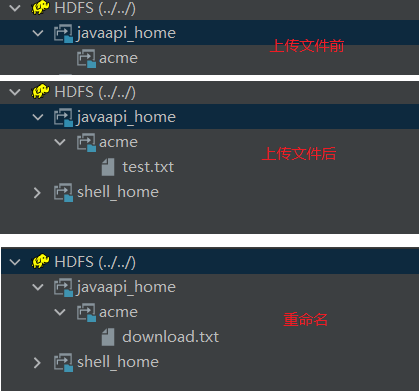 HDFS (../../)
javaapi_home
上传文件前
acme
HDFS (../../)
javaapi_home
acme
上传文件后
test.txt
shell_home
HDFS (../../)
javaapi_home
acme
重命名
download.txt
shell_home